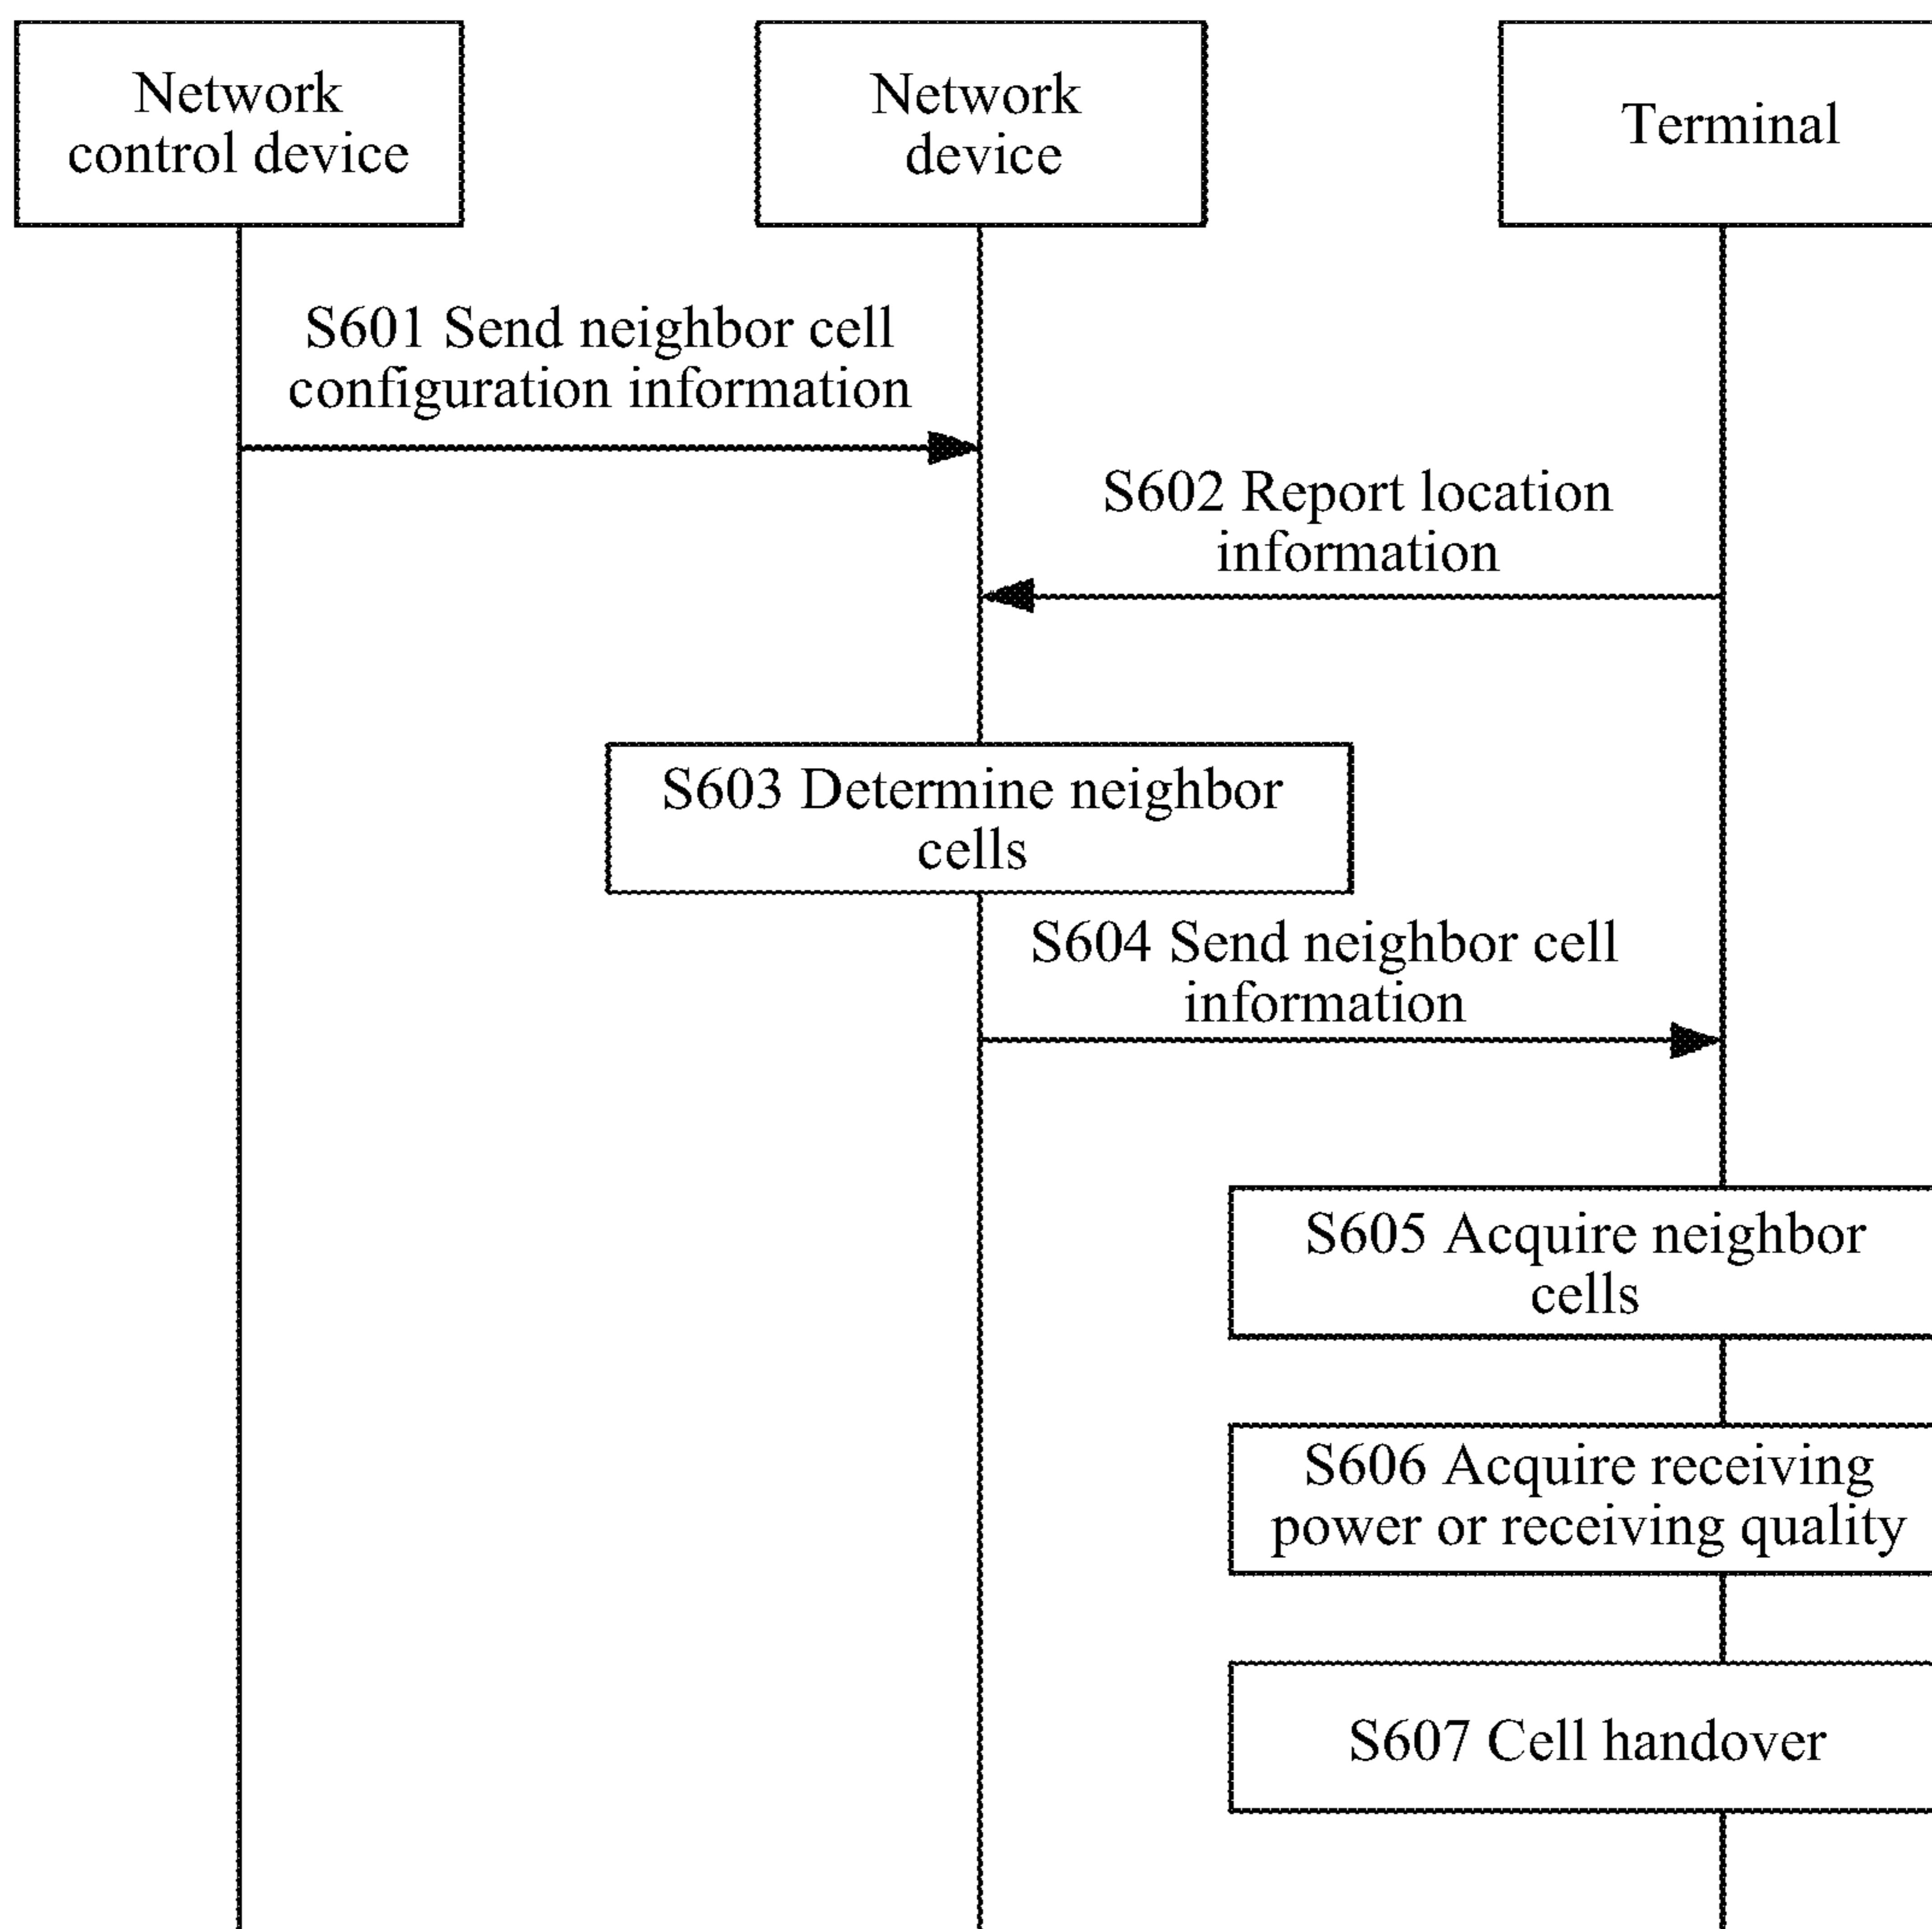 Network
control device
Network
device
Terminal
S601 Send neighbor cell
configuration information
S602 Report location
information
S603 Determine neighbor
cells
S604 Send neighbor cell
information
S605 Acquire neighbor
cells
S606 Acquire receiving
power or receiving quality
S607 Cell handover